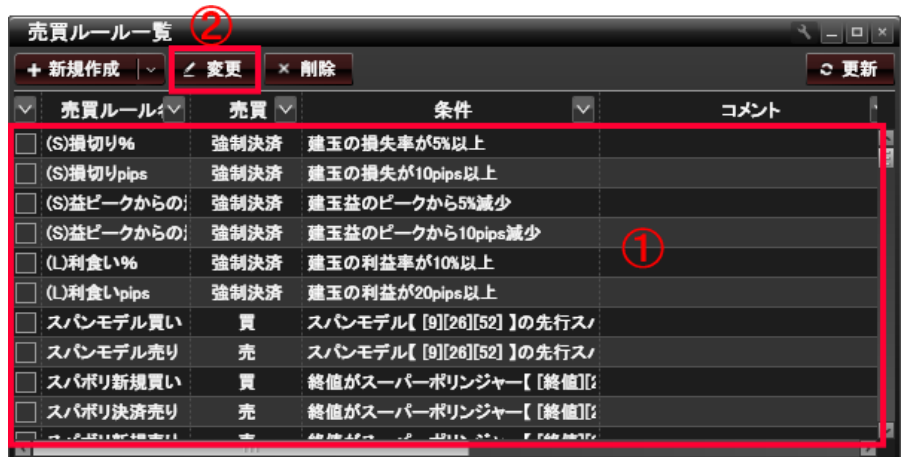 売買ルール一覧
②
+ 新規作成 変更 × 削除 更新
売買ルール 売買 条件 コメント
(S)損切り% 強制決済 建玉の損失率が5%以上
(S)損切りpips 強制決済 建玉の損失が10pips以上
(S)益ピークからの 強制決済 建玉益のピークから5%減少
(S)益ピークからの 強制決済 建玉益のピークから10pips減少
①
(L)利食い% 強制決済 建玉の利益率が10%以上
(L)利食いpips 強制決済 建玉の利益が20pips以上
スパンモデル買い 買 スパンモデル【 [9][26][52] 】の先行ス
スパンモデル売り 売 スパンモデル【 [9][26][52] 】の先行ス
スパボリ新規買い 買 終値がスーパーボリンジャー【 [終値][
スパボリ決済売り 売 終値がスーパーボリンジャー【 [終値][